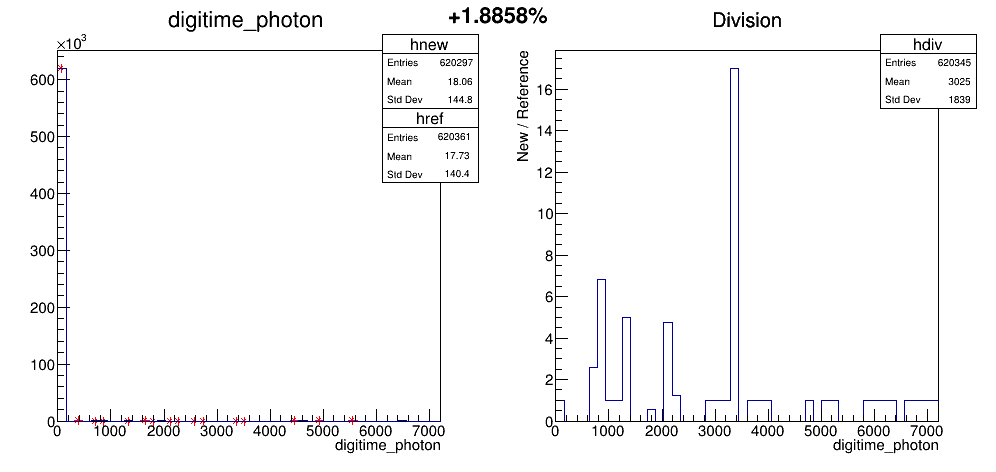 digitime_photon
+1.8858%
Division
×10³
hnew
Entries 620297
Mean 18.06
Std Dev 144.8
href
Entries 620361
Mean 17.73
Std Dev 140.4
600
500
400
300
200
100
0
0 1000 2000 3000 4000 5000 6000 7000
digitime_photon
hdiv
Entries 620345
Mean 3025
Std Dev 1839
New / Reference
16
14
12
10
8
6
4
2
0
0 1000 2000 3000 4000 5000 6000 7000
digitime_photon